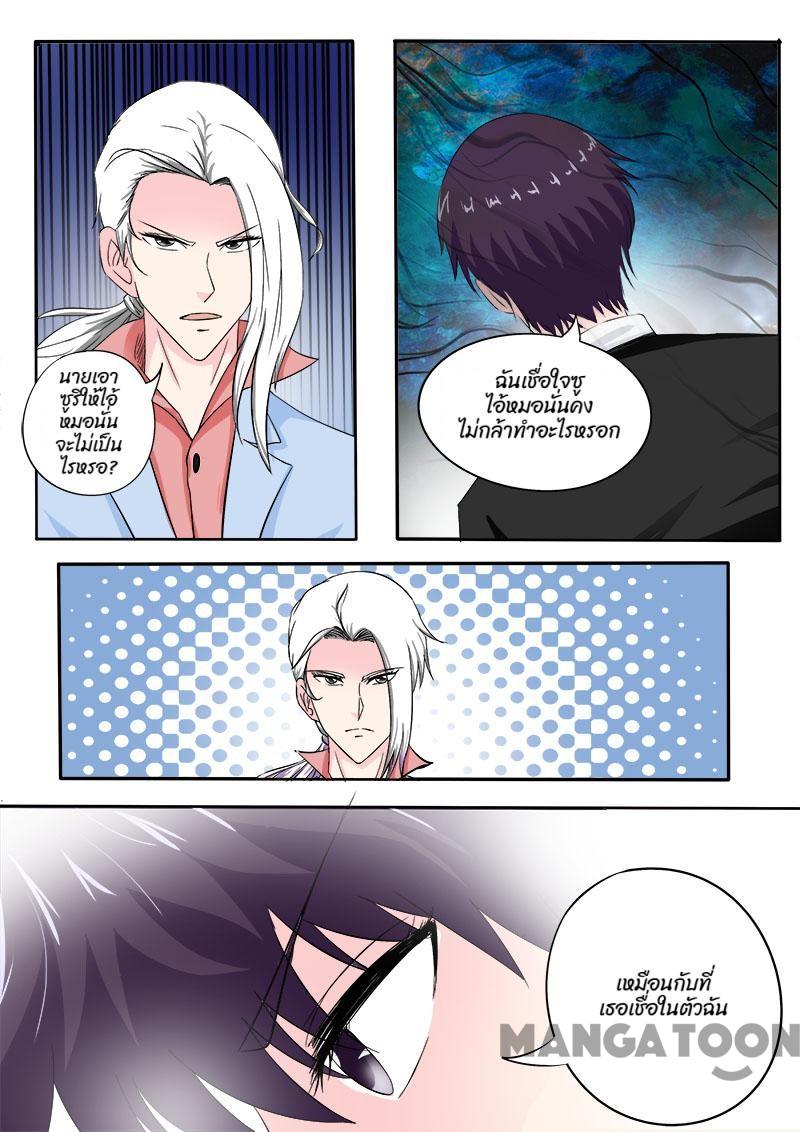 นายเอา
ซูรีให้ไอ้
หมอนั่น
จะไม่เป็น
ไรหรอ?
ฉันเชื่อใจซู
ไอ้หมอนั่นคง
ไม่กล้าทำอะไรหรอก
เหมือนกับที่
เธอเชื่อในตัวฉัน
MANGATOON